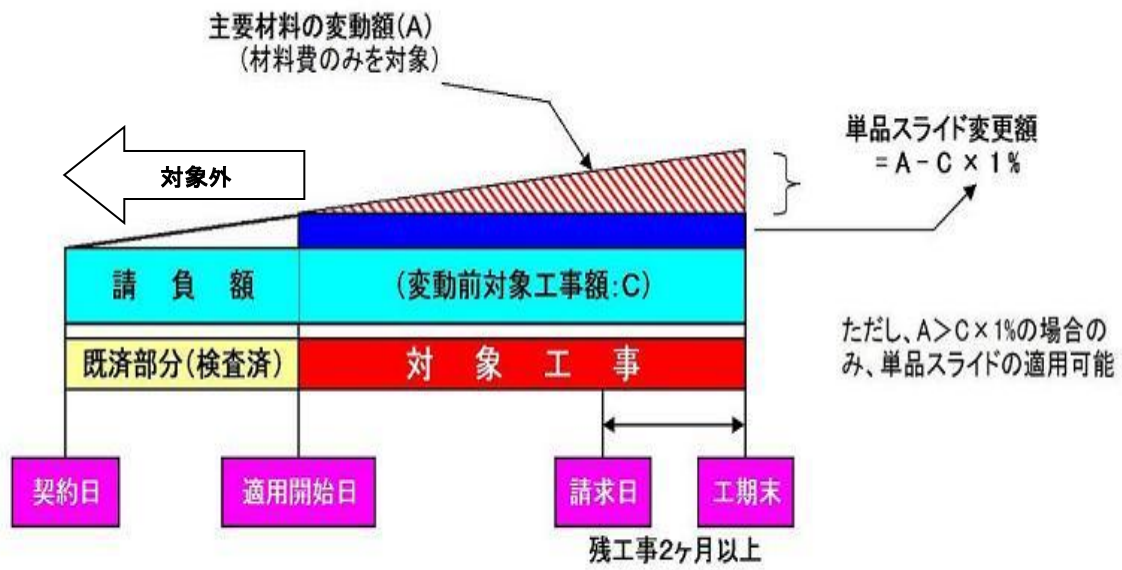 主要材料の変動額(A)
(材料費のみを対象)
単品スライド変更額
=A-C×1%
対象外
請負額
(変動前対象工事額:C)
ただし、A>C×1%の場合の
み、単品スライドの適用可能
既済部分(検査済)
対象工事
契約日
適用開始日
請求日
工期末
残工事2ヶ月以上